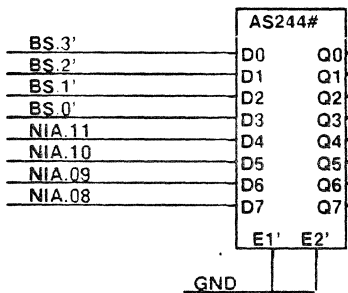 AS244#
BS.3' D0 Q0
BS.2' D1 Q1
BS.1' D2 Q2
BS.0' D3 Q3
NIA.11 D4 Q4
NIA.10 D5 Q5
NIA.09 D6 Q6
NIA.08 D7 Q7
E1' E2'
GND